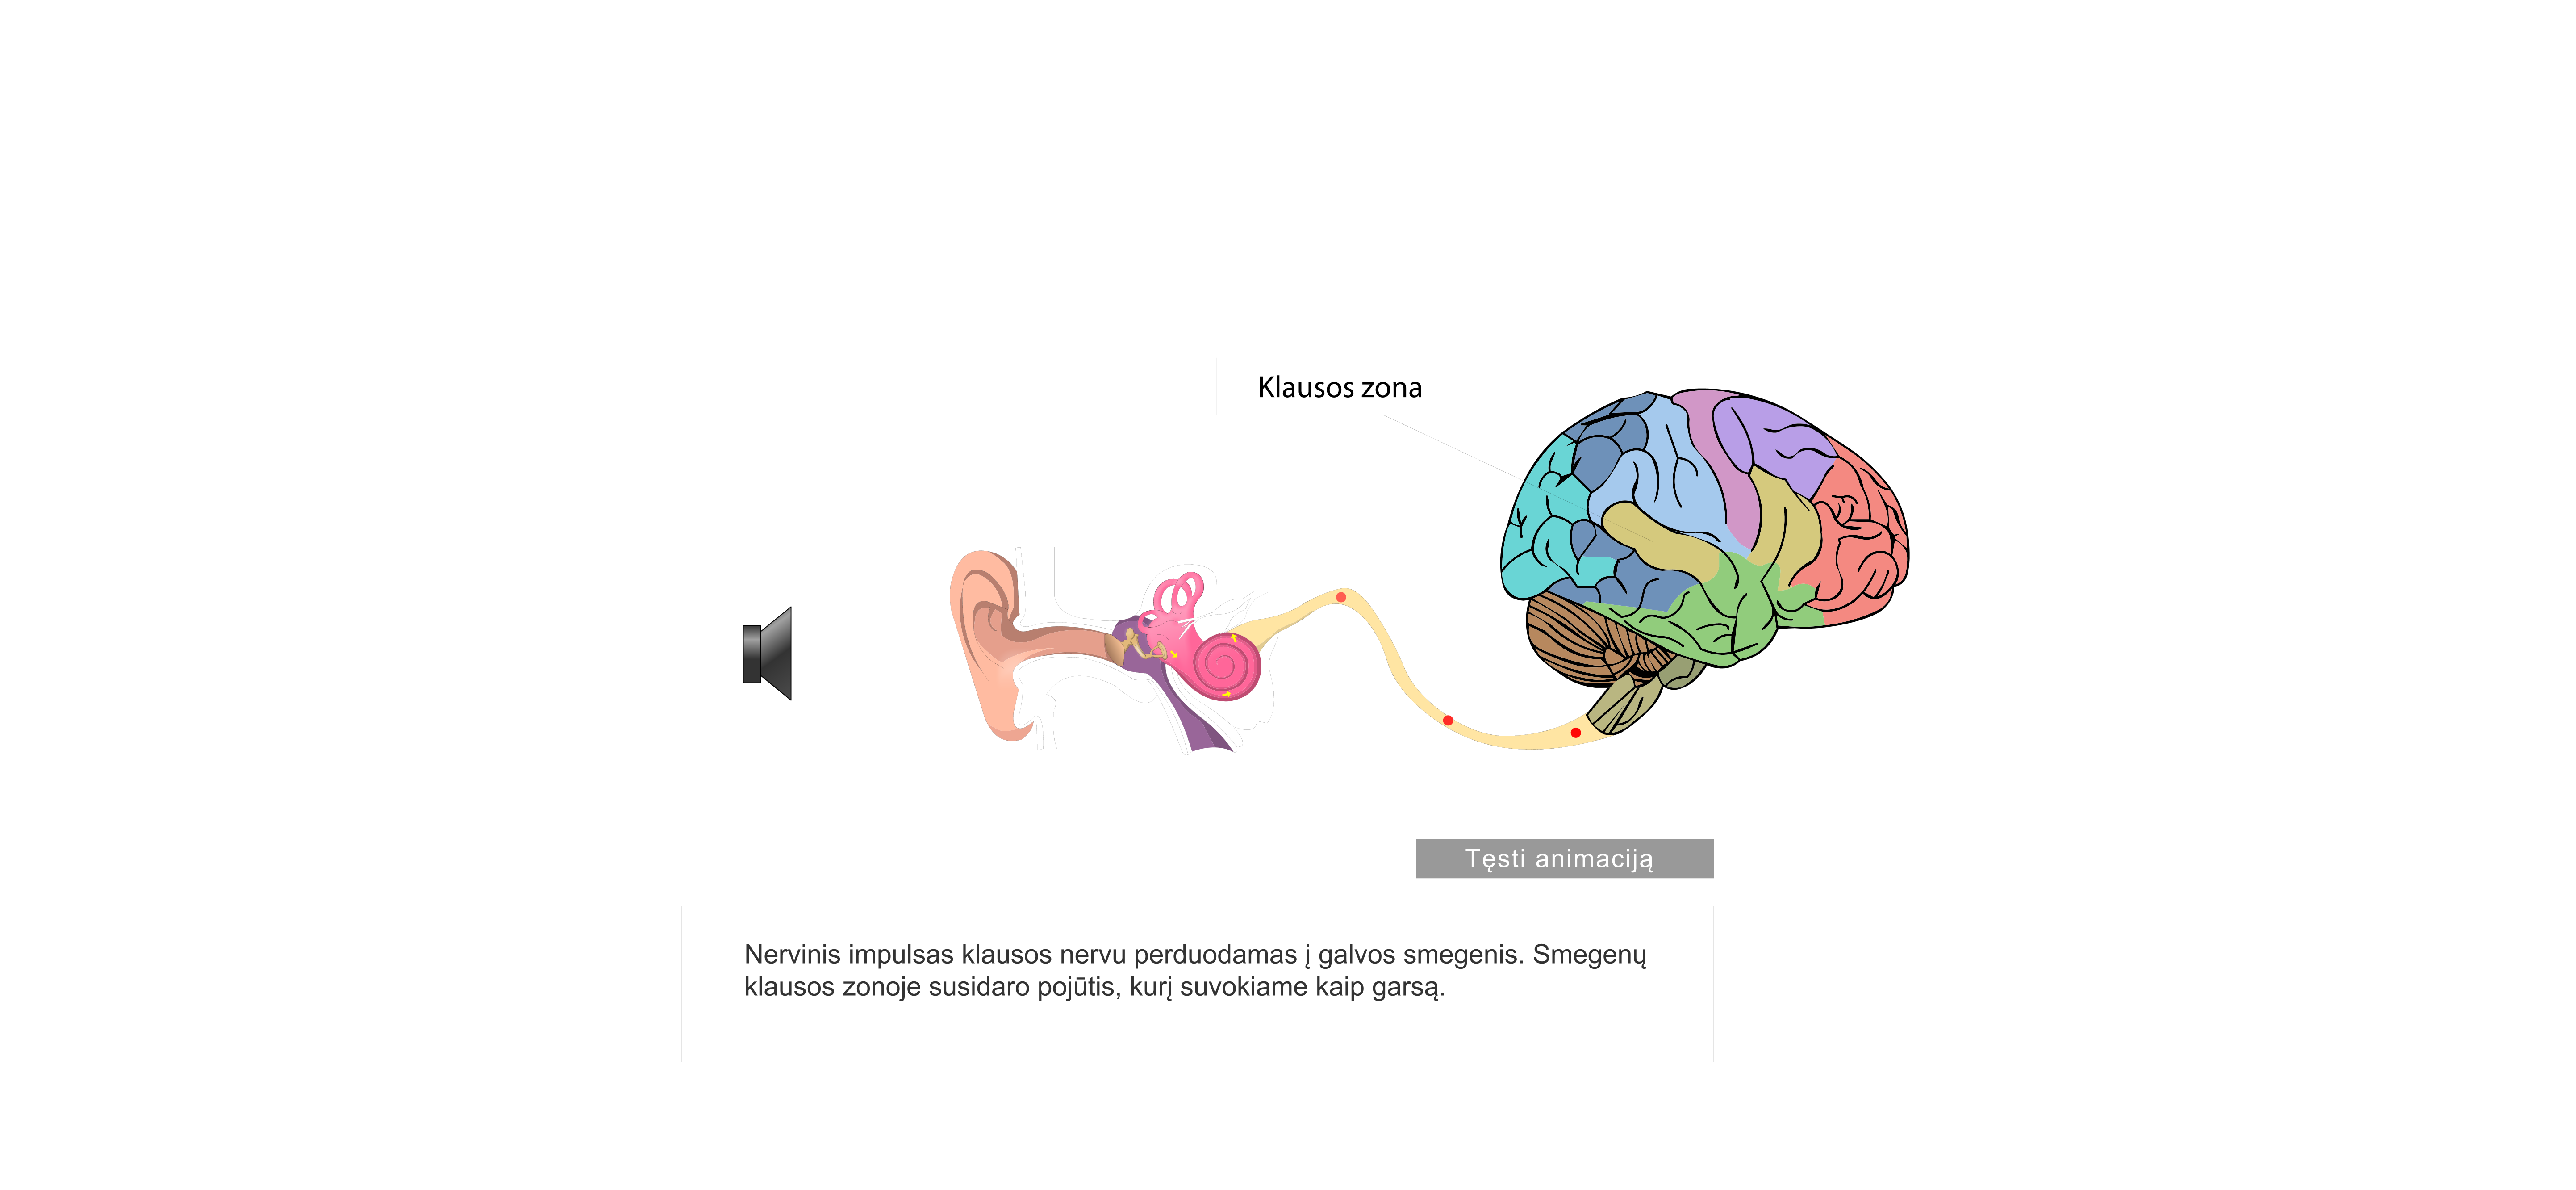 Klausos zona
Tęsti animaciją
Nervinis impulsas klausos nervu perduodamas į galvos smegenis. Smegenų
klausos zonoje susidaro pojūtis, kurį suvokiame kaip garsą.